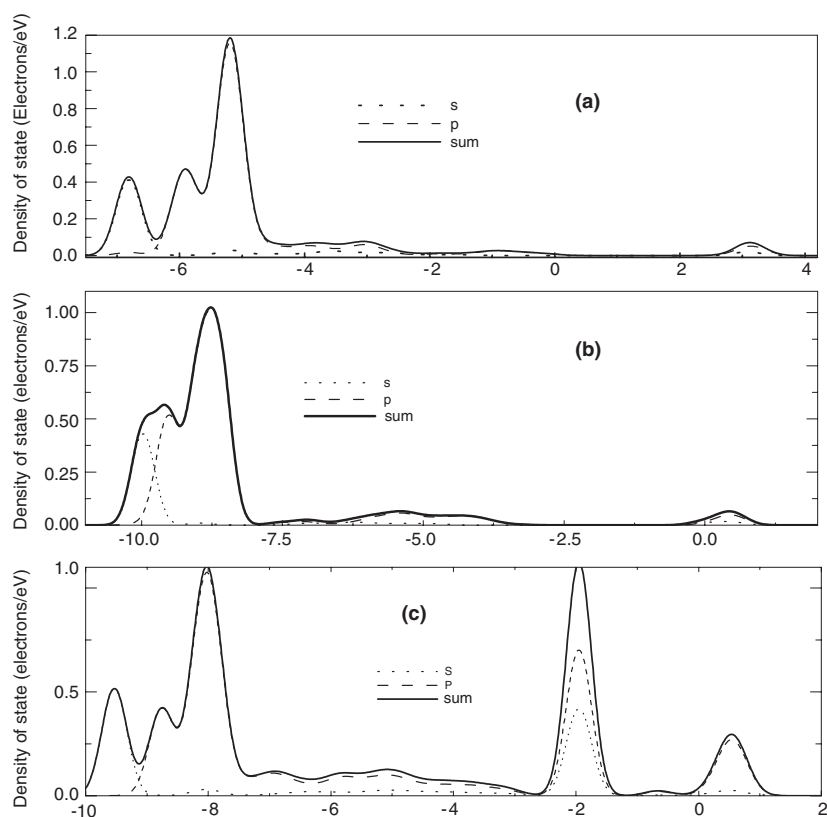 Density of state (Electrons/eV)
1.2
1.0
0.8
0.6
0.4
0.2
0.0
(a)
s
p
sum
-6
-4
-2
0
2
4
Density of state (electrons/eV)
1.00
0.75
0.50
0.25
0.00
(b)
s
p
sum
-10.0
-7.5
-5.0
-2.5
0.0
Density of state (electrons/eV)
1.0
0.5
0.0
(c)
S
P
sum
-10
-8
-6
-4
-2
0
2